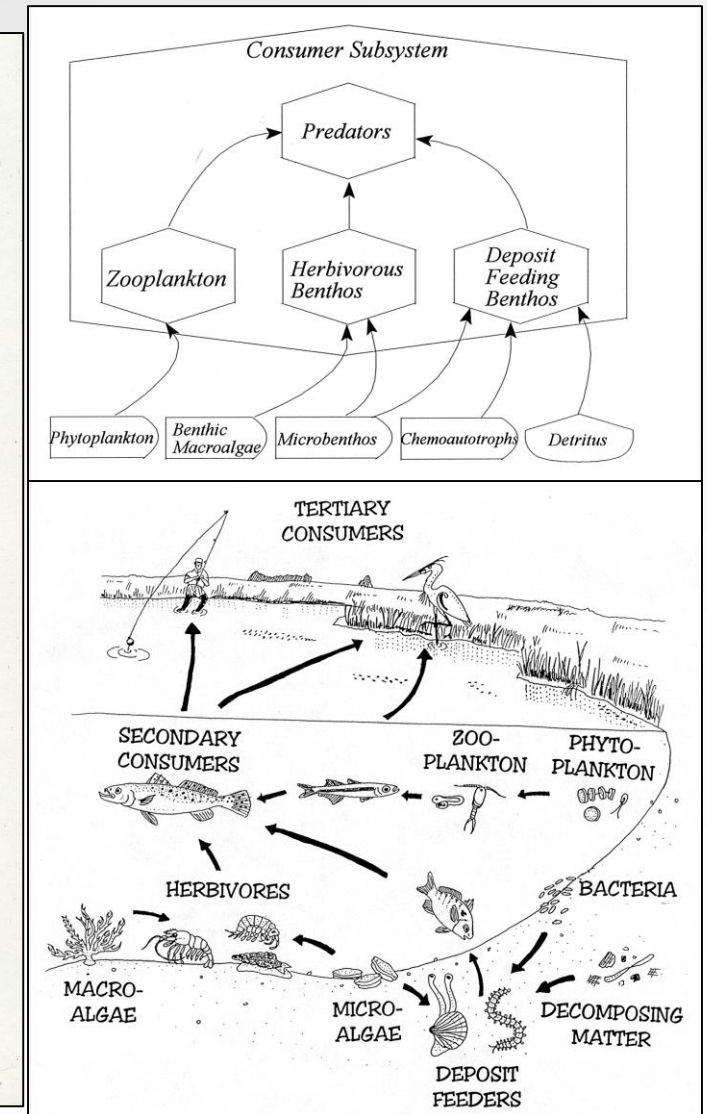 Consumer Subsystem
Predators
Zooplankton
Herbivorous
Benthos
Deposit
Feeding
Benthos
Phytoplankton
Benthic
Macroalgae
Microbenthos
Chemoautotrophs
Detritus
TERTIARY
CONSUMERS
SECONDARY
CONSUMERS
ZOO-
PLANKTON
PHYTO-
PLANKTON
HERBIVORES
BACTERIA
MACRO-
ALGAE
MICRO-
ALGAE
DECOMPOSING
MATTER
DEPOSIT
FEEDERS